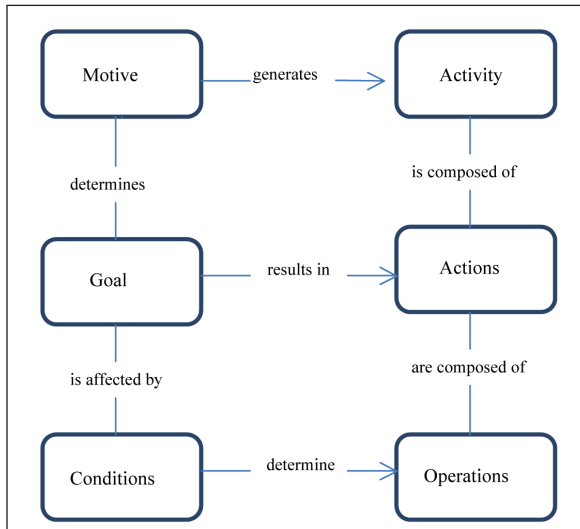 Motive
generates
Activity
determines
is composed of
Goal
results in
Actions
is affected by
are composed of
Conditions
determine
Operations